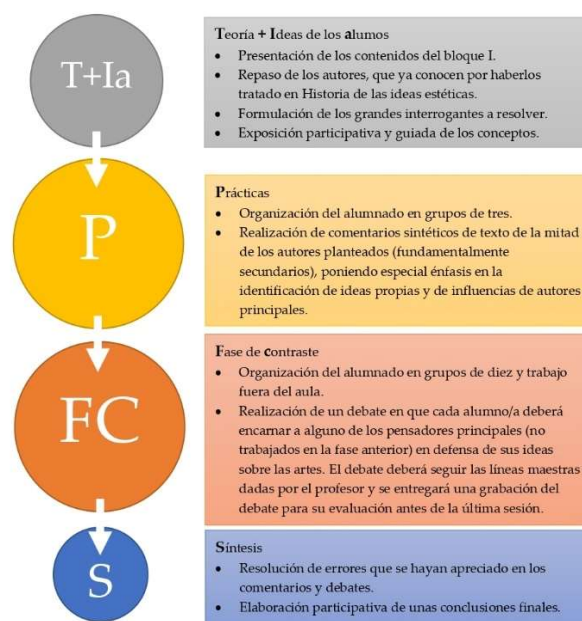 T+Ia
Teoría + Ideas de los alumos
• Presentación de los contenidos del bloque I.
• Repaso de los autores, que ya conocen por haberlos
tratado en Historia de las ideas estéticas.
• Formulación de los grandes interrogantes a resolver.
• Exposición participativa y guiada de los conceptos.
P
Prácticas
• Organización del alumnado en grupos de tres.
• Realización de comentarios sintéticos de texto de la mitad
de los autores planteados (fundamentalmente
secundarios), poniendo especial énfasis en la
identificación de ideas propias y de influencias de autores
principales.
FC
Fase de contraste
• Organización del alumnado en grupos de diez y trabajo
fuera del aula.
• Realización de un debate en que cada alumno/a deberá
encarnar a alguno de los pensadores principales (no
trabajados en la fase anterior) en defensa de sus ideas
sobre las artes. El debate deberá seguir las líneas maestras
dadas por el profesor y se entregará una grabación del
debate para su evaluación antes de la última sesión.
S
Síntesis
• Resolución de errores que se hayan apreciado en los
comentarios y debates.
• Elaboración participativa de unas conclusiones finales.